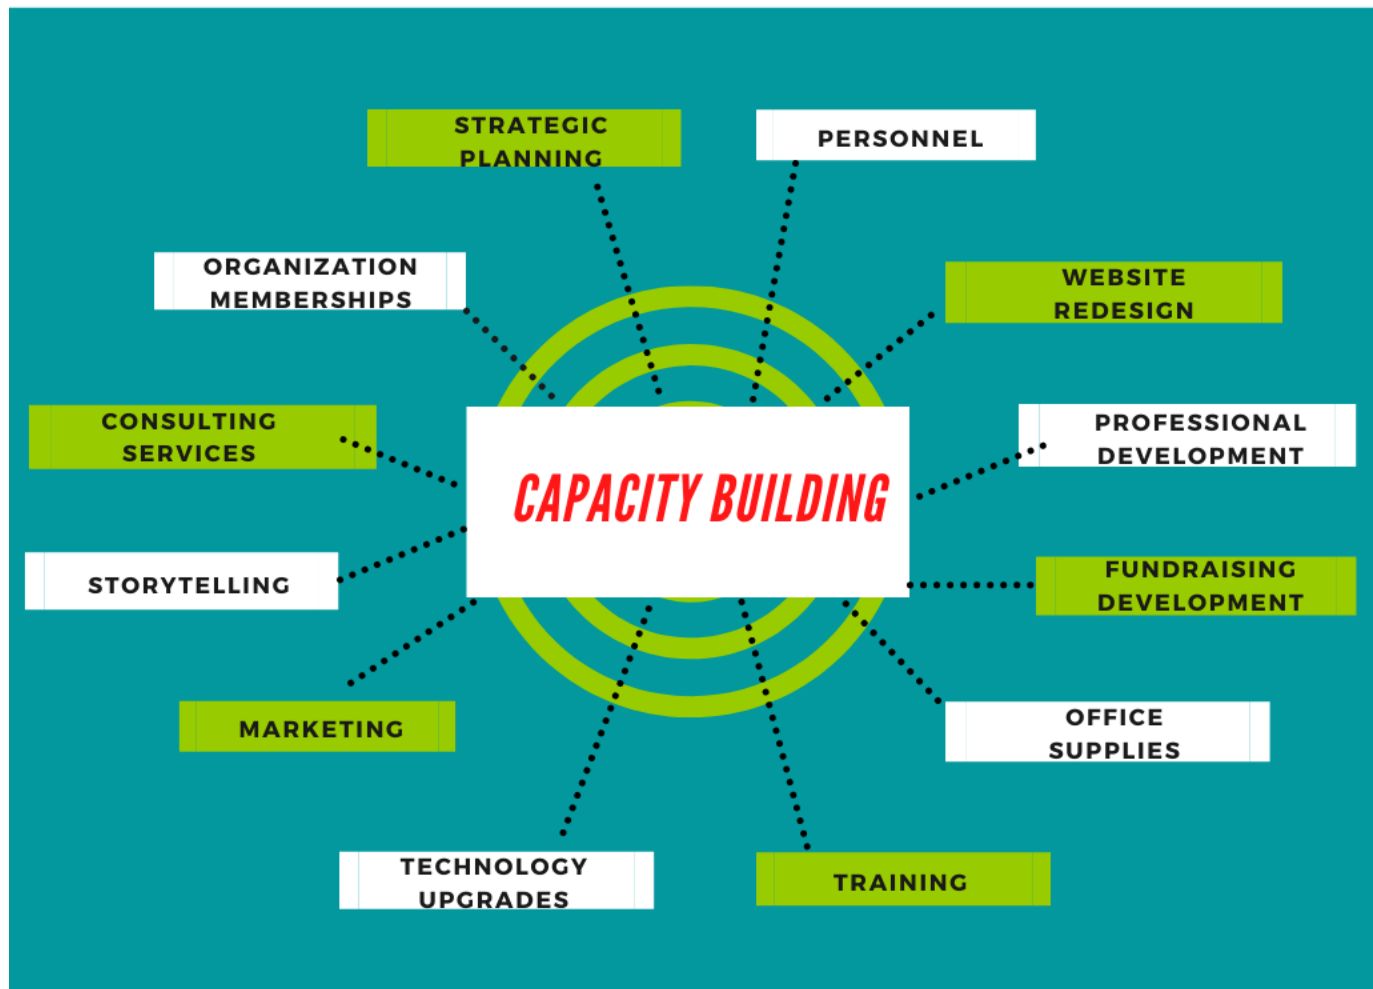 STRATEGIC
PLANNING
PERSONNEL
ORGANIZATION
MEMBERSHIPS
WEBSITE
REDESIGN
CONSULTING
SERVICES
PROFESSIONAL
DEVELOPMENT
CAPACITY BUILDING
STORYTELLING
FUNDRAISING
DEVELOPMENT
MARKETING
OFFICE
SUPPLIES
TECHNOLOGY
UPGRADES
TRAINING